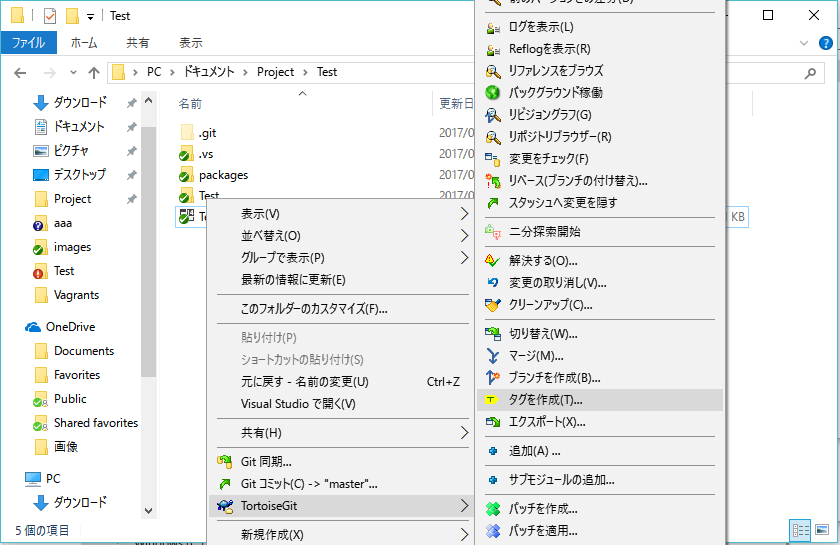 Test
ファイル
ホーム
共有
表示
PC
ドキュメント
Project
Test
ダウンロード
ドキュメント
ピクチャ
デスクトップ
Project
aaa
images
Test
Vagrants
OneDrive
Documents
Favorites
Public
Shared favorites
画像
PC
ダウンロード
5 個の項目
名前
更新日
.git
2017/0
.vs
2017/0
packages
2017/0
Test
2017/0
KB
表示(V)
並べ替え(O)
グループで表示(P)
最新の情報に更新(E)
このフォルダーのカスタマイズ(F)...
貼り付け(P)
ショートカットの貼り付け(S)
元に戻す - 名前の変更(U) Ctrl+Z
Visual Studio で開く(V)
共有(H)
Git 同期...
Git コミット(C) -> "master"...
TortoiseGit
新規作成(X)
ログを表示(L)
Reflogを表示(R)
リファレンスをブラウズ
バックグラウンド稼働
リビジョングラフ(G)
リポジトリブラウザー(R)
変更をチェック(F)
リベース(ブランチの付け替え)...
スタッシュへ変更を隠す
二分探索開始
解決する(O)...
変更の取り消し(V)...
クリーンアップ(C)...
切り替え(W)...
マージ(M)...
ブランチを作成(B)...
タグを作成(T)...
エクスポート(X)...
追加(A) ...
サブモジュールの追加...
パッチを作成...
パッチを適用...